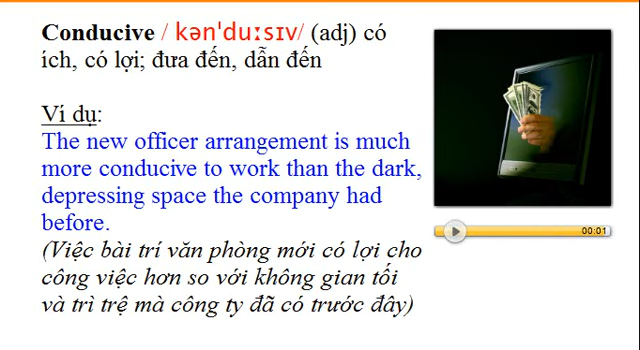 Conducive / kən'duːsɪv/ (adj) có
ích, có lợi; đưa đến, dẫn đến
Ví dụ:
The new officer arrangement is much
more conducive to work than the dark,
depressing space the company had
before.
(Việc bài trí văn phòng mới có lợi cho
công việc hơn so với không gian tối
và trì trệ mà công ty đã có trước đây)
00:01